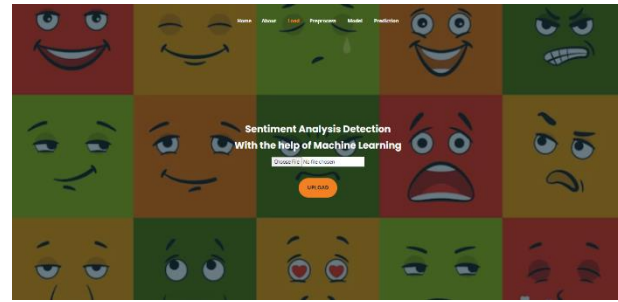 Home About Load Preprocess Model Prediction
Sentiment Analysis Detection
With the help of Machine Learning
Choose File No file chosen
UPLOAD